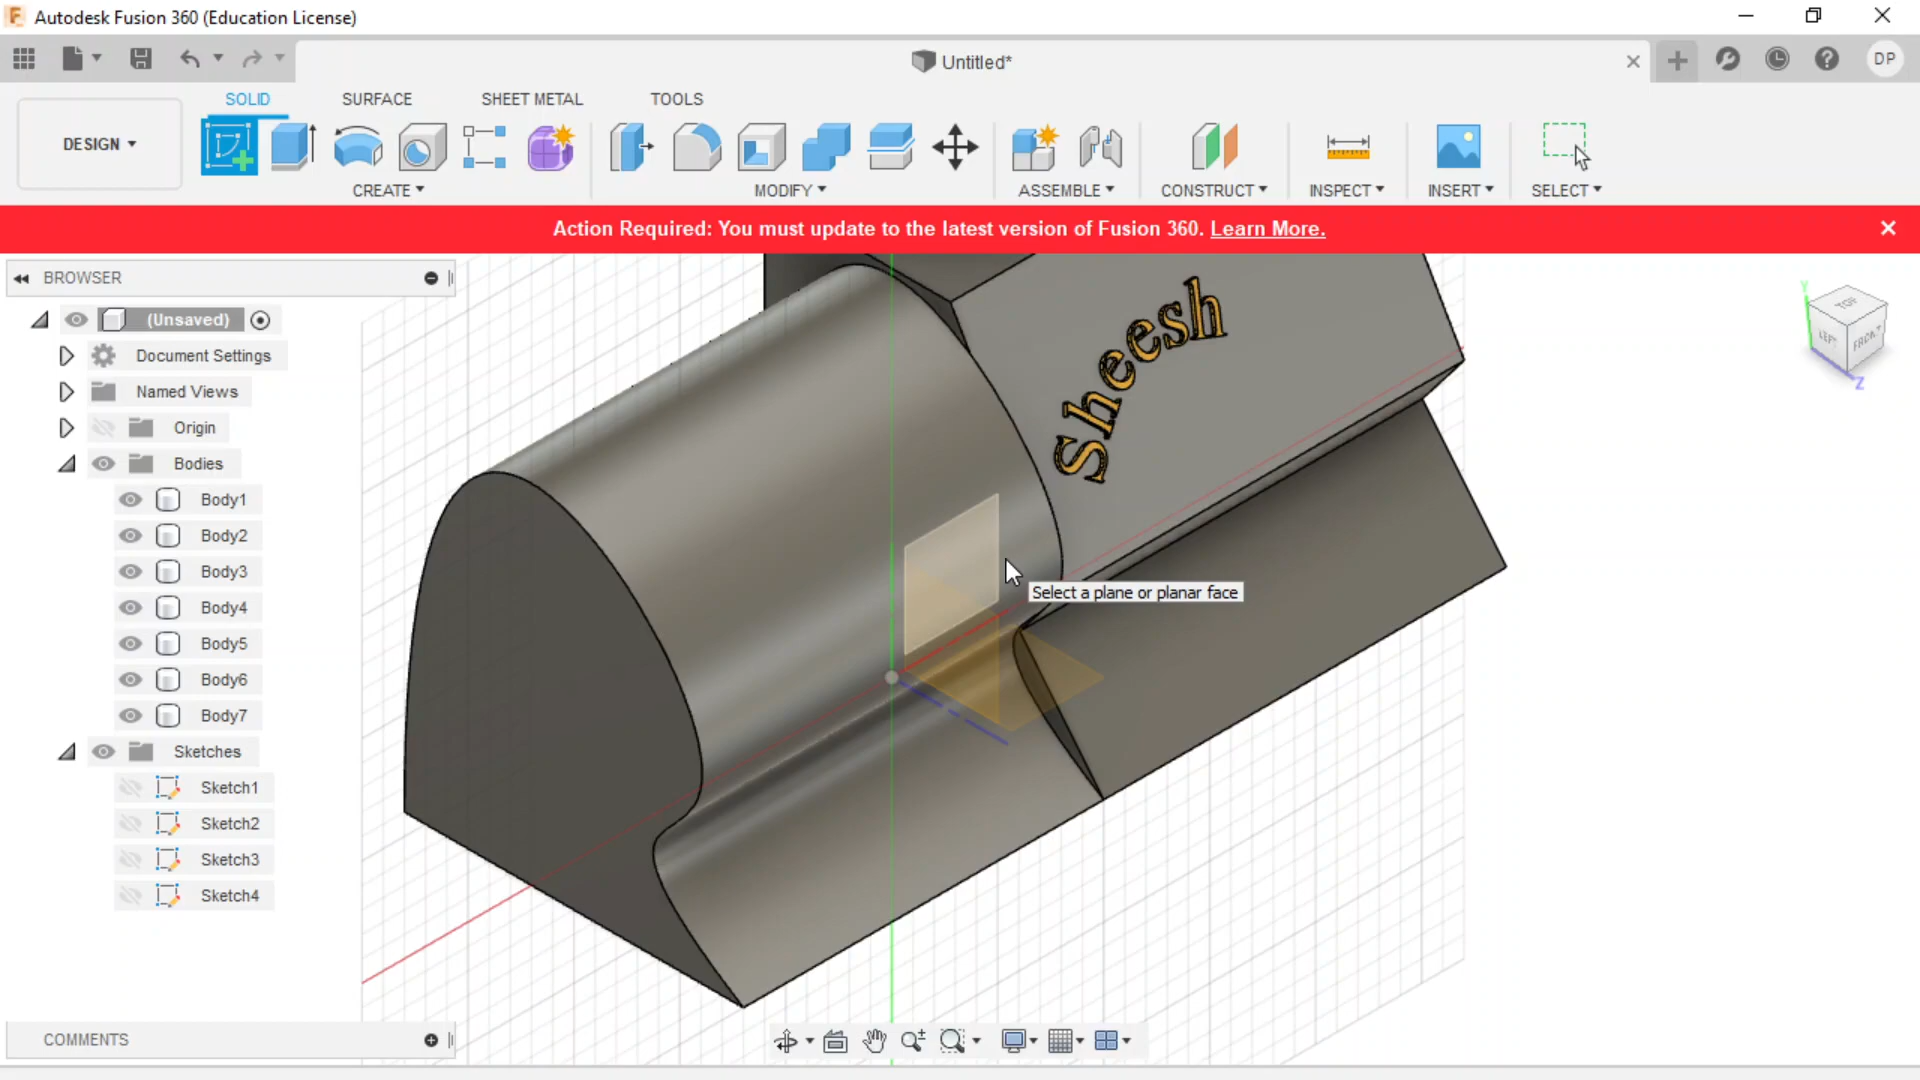 Autodesk Fusion 360 (Education License)
Untitled*
DP
DESIGN
SOLID
SURFACE
SHEET METAL
TOOLS
CREATE
MODIFY
ASSEMBLE
CONSTRUCT
INSPECT
INSERT
SELECT
Action Required: You must update to the latest version of Fusion 360. Learn More.
BROWSER
(Unsaved)
Document Settings
Named Views
Origin
Bodies
Body1
Body2
Body3
Body4
Body5
Body6
Body7
Sketches
Sketch1
Sketch2
Sketch3
Sketch4
Sheesh
Select a plane or planar face
Y
TOP
LEFT
FRONT
Z
COMMENTS